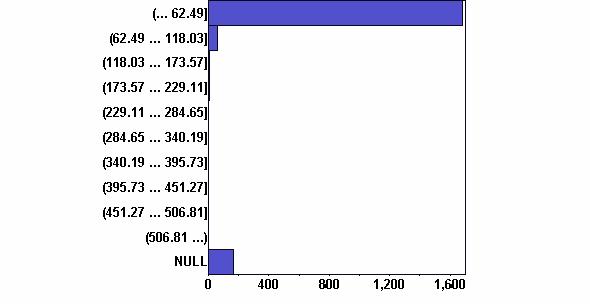 (... 62.49]
(62.49 ... 118.03]
(118.03 ... 173.57]
(173.57 ... 229.11]
(229.11 ... 284.65]
(284.65 ... 340.19]
(340.19 ... 395.73]
(395.73 ... 451.27]
(451.27 ... 506.81]
(506.81 ...)
NULL
0 400 800 1,200 1,600